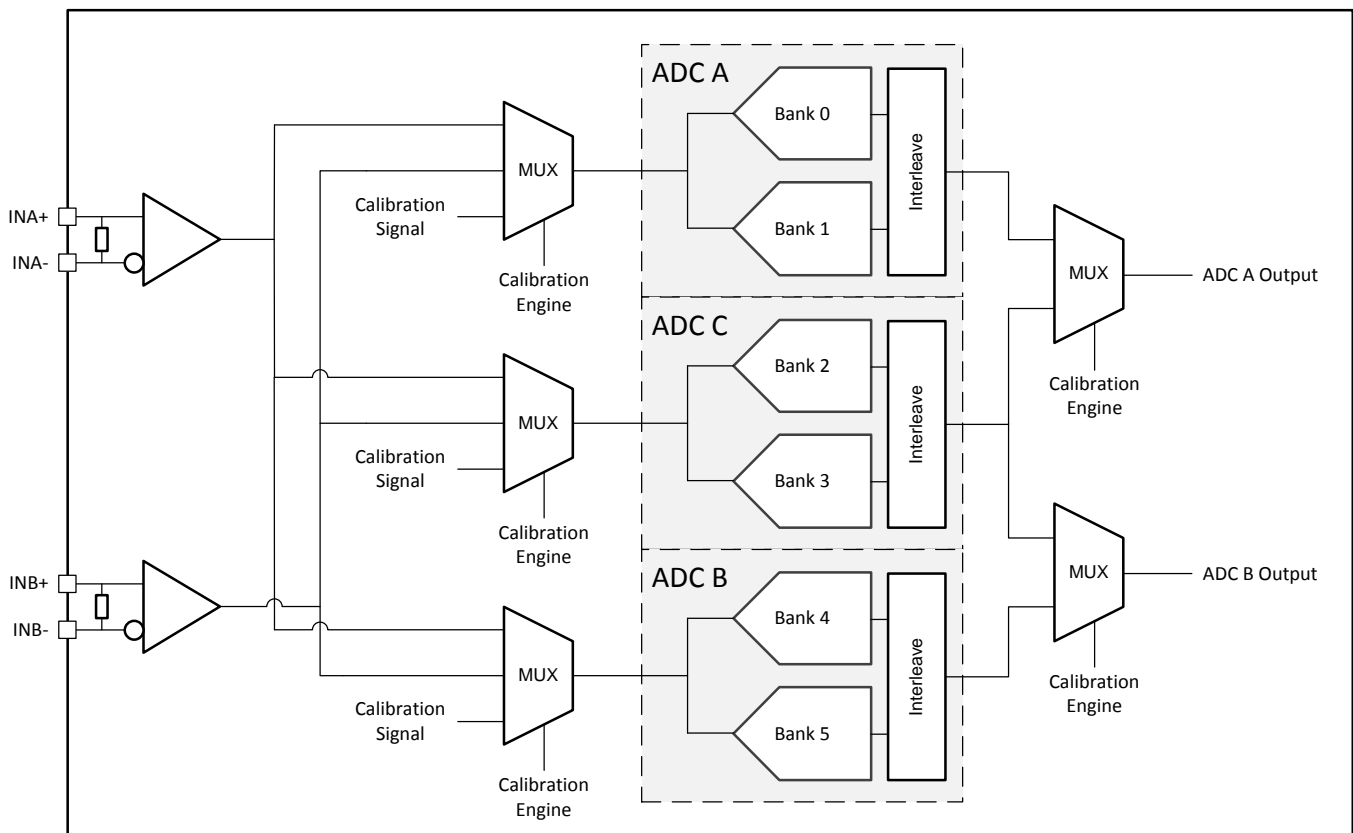 ADC A
Bank 0
Bank 1
Interleave
MUX
Calibration
Signal
Calibration
Engine
INA+
INA-
MUX
ADC A Output
Calibration
Engine
ADC C
Bank 2
Bank 3
Interleave
MUX
Calibration
Signal
Calibration
Engine
INB+
INB-
MUX
ADC B Output
Calibration
Engine
ADC B
Bank 4
Bank 5
Interleave
MUX
Calibration
Signal
Calibration
Engine